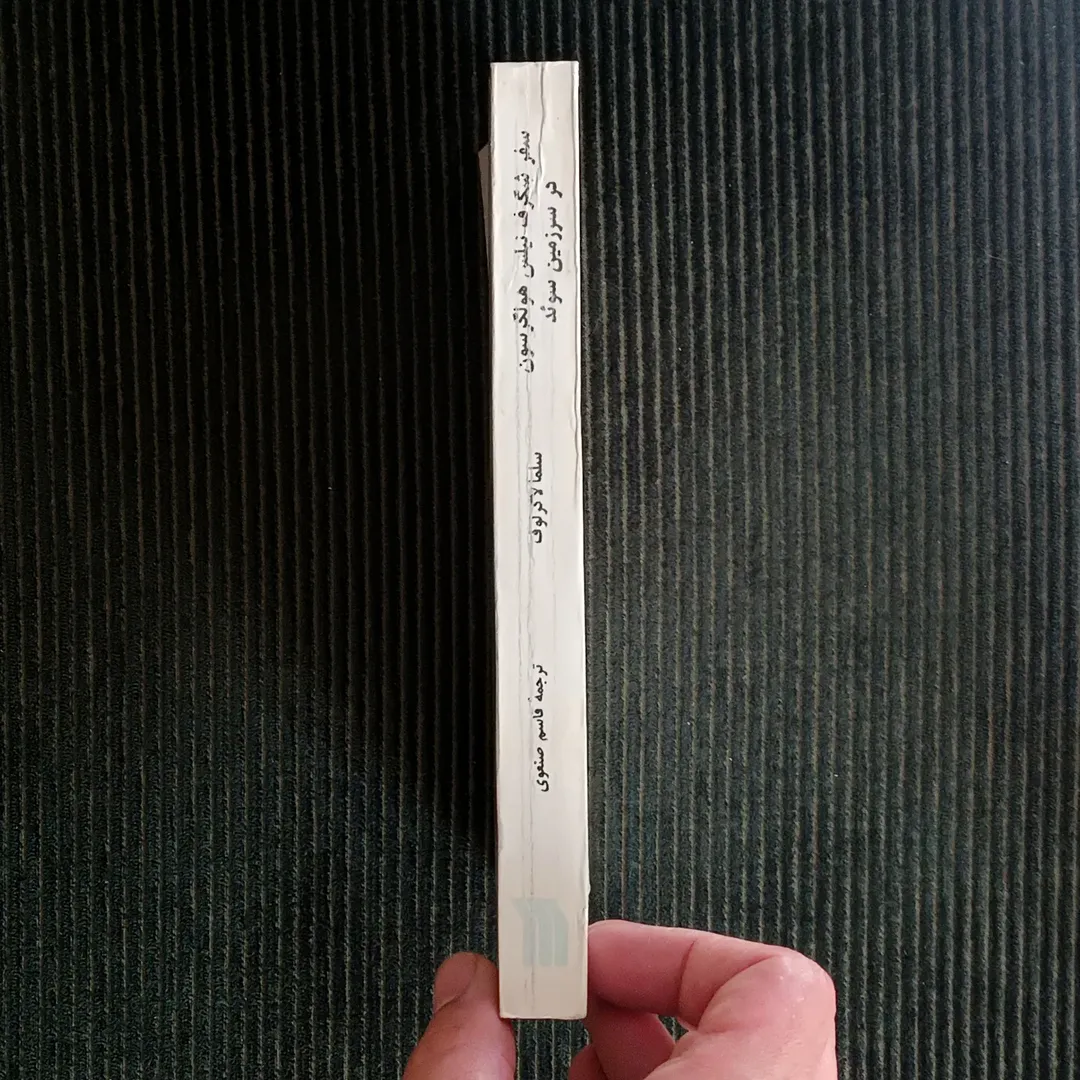 سفر شگرف نیلس هولگرسون
در سرزمین سوئد
سلما لاگرلوف
ترجمهٔ قاسم صنعوی